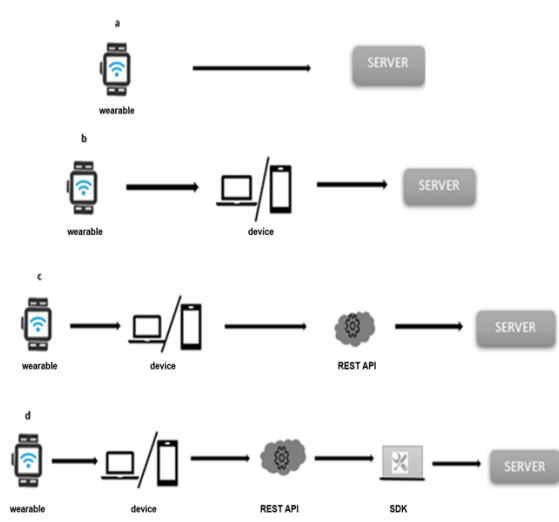 a
SERVER
wearable
b
SERVER
wearable device
c
SERVER
wearable device REST API
d
SERVER
wearable device REST API SDK